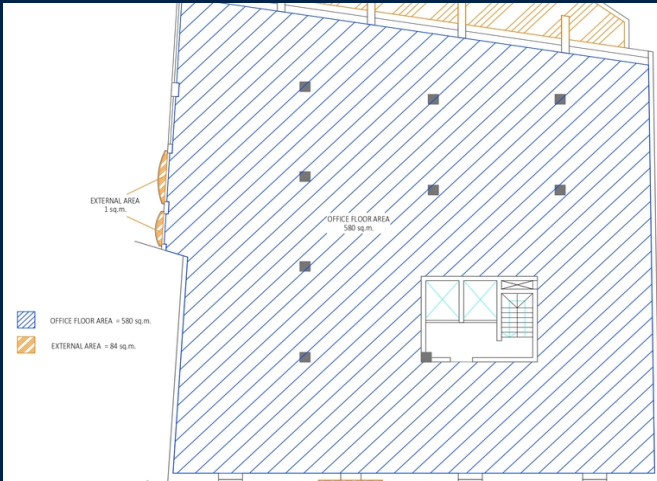 EXTERNAL AREA
1 sq.m.
OFFICE FLOOR AREA
580 sq.m.
OFFICE FLOOR AREA = 580 sq.m.
EXTERNAL AREA = 84 sq.m.